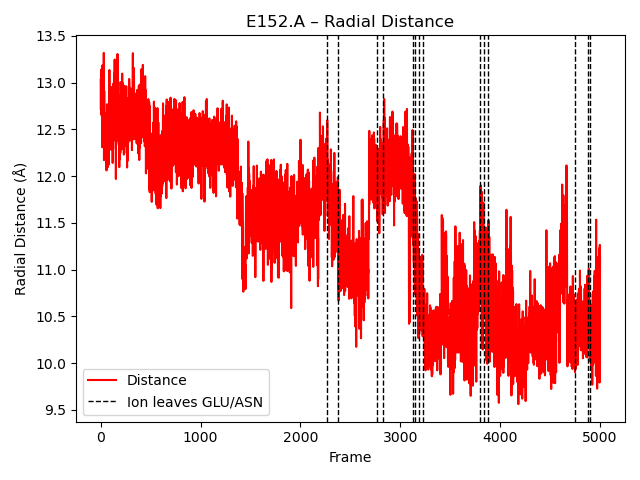 E152.A – Radial Distance
13.5
13.0
12.5
12.0
11.5
11.0
10.5
10.0
9.5
Radial Distance (Å)
Distance
Ion leaves GLU/ASN
0 1000 2000 3000 4000 5000
Frame